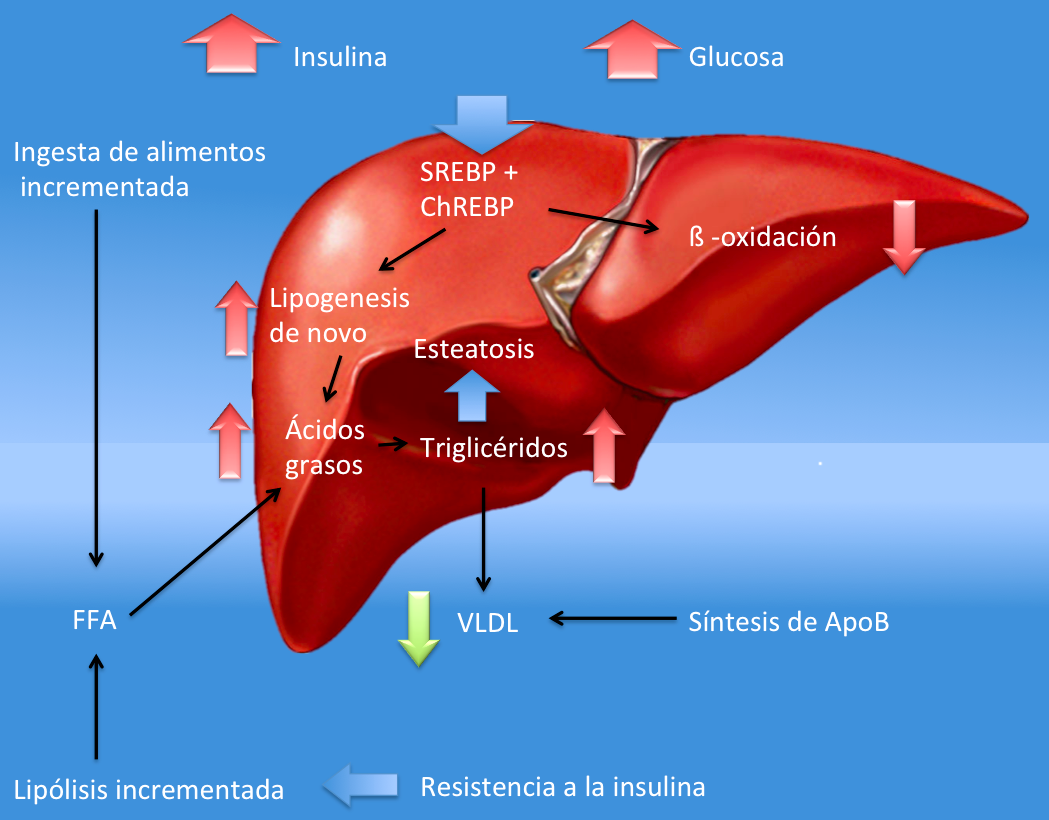 Insulina
Glucosa
Ingesta de alimentos
incrementada
SREBP +
ChREBP
ß -oxidación
Lipogenesis
de novo
Esteatosis
Ácidos
grasos
Triglicéridos
FFA
VLDL
Síntesis de ApoB
Lipólisis incrementada
Resistencia a la insulina